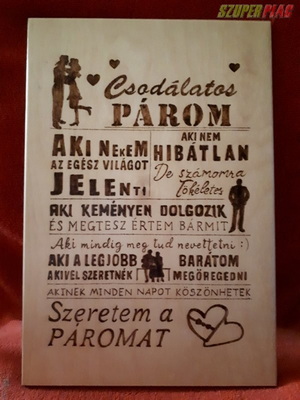 SZUPERPIAC
Csodálatos
PÁROM
AKI NEKEM
AZ EGÉSZ VILÁGOT
JELENTI
AKI NEM
HIBÁTLAN
De számomra
Tökéletes
AKI KEMÉNYEN DOLGOZIK
ÉS MEGTESZ ÉRTEM BÁRMIT
Aki mindig meg tud nevettetni :)
AKI A LEGJOBB BARÁTOM
AKIVEL SZERETNÉK MEGÖREGEDNI
AKINEK MINDEN NAPOT KÖSZÖNHETEK
Szeretem a
PÁROMAT